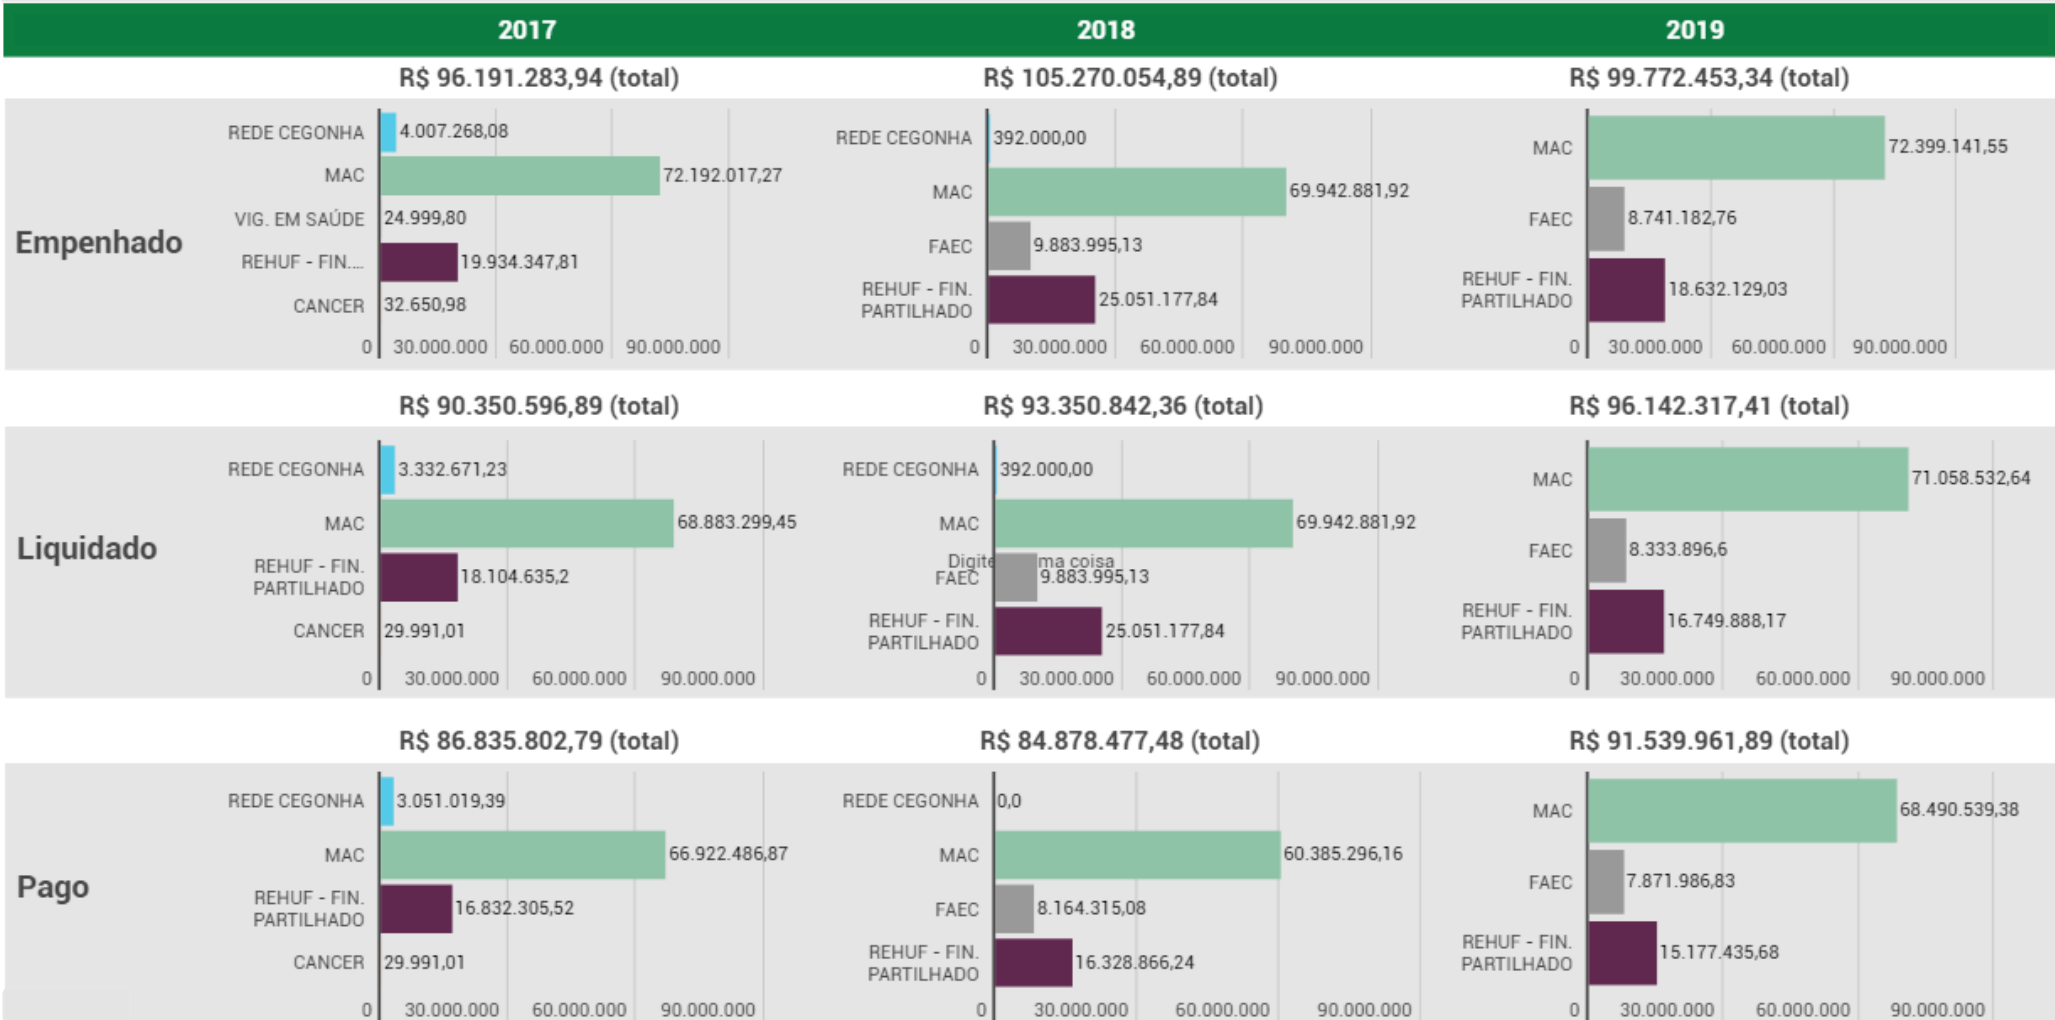 2017
2018
2019
R$ 96.191.283,94 (total)
R$ 105.270.054,89 (total)
R$ 99.772.453,34 (total)
Empenhado
REDE CEGONHA 4.007.268,08
MAC 72.192.017,27
VIG. EM SAÚDE 24.999,80
REHUF - FIN.... 19.934.347,81
CANCER 32.650,98
0 30.000.000 60.000.000 90.000.000
REDE CEGONHA 392.000,00
MAC 69.942.881,92
FAEC 9.883.995,13
REHUF - FIN.
PARTILHADO 25.051.177,84
0 30.000.000 60.000.000 90.000.000
MAC 72.399.141,55
FAEC 8.741.182,76
REHUF - FIN.
PARTILHADO 18.632.129,03
0 30.000.000 60.000.000 90.000.000
R$ 90.350.596,89 (total)
R$ 93.350.842,36 (total)
R$ 96.142.317,41 (total)
Liquidado
REDE CEGONHA 3.332.671,23
MAC 68.883.299,45
REHUF - FIN.
PARTILHADO 18.104.635,2
CANCER 29.991,01
0 30.000.000 60.000.000 90.000.000
REDE CEGONHA 392.000,00
MAC 69.942.881,92
Digite ma coisa
FAEC 9.883.995,13
REHUF - FIN.
PARTILHADO 25.051.177,84
0 30.000.000 60.000.000 90.000.000
MAC 71.058.532,64
FAEC 8.333.896,6
REHUF - FIN.
PARTILHADO 16.749.888,17
0 30.000.000 60.000.000 90.000.000
R$ 86.835.802,79 (total)
R$ 84.878.477,48 (total)
R$ 91.539.961,89 (total)
Pago
REDE CEGONHA 3.051.019,39
MAC 66.922.486,87
REHUF - FIN.
PARTILHADO 16.832.305,52
CANCER 29.991,01
0 30.000.000 60.000.000 90.000.000
REDE CEGONHA 0,0
MAC 60.385.296,16
FAEC 8.164.315,08
REHUF - FIN.
PARTILHADO 16.328.866,24
0 30.000.000 60.000.000 90.000.000
MAC 68.490.539,38
FAEC 7.871.986,83
REHUF - FIN.
PARTILHADO 15.177.435,68
0 30.000.000 60.000.000 90.000.000